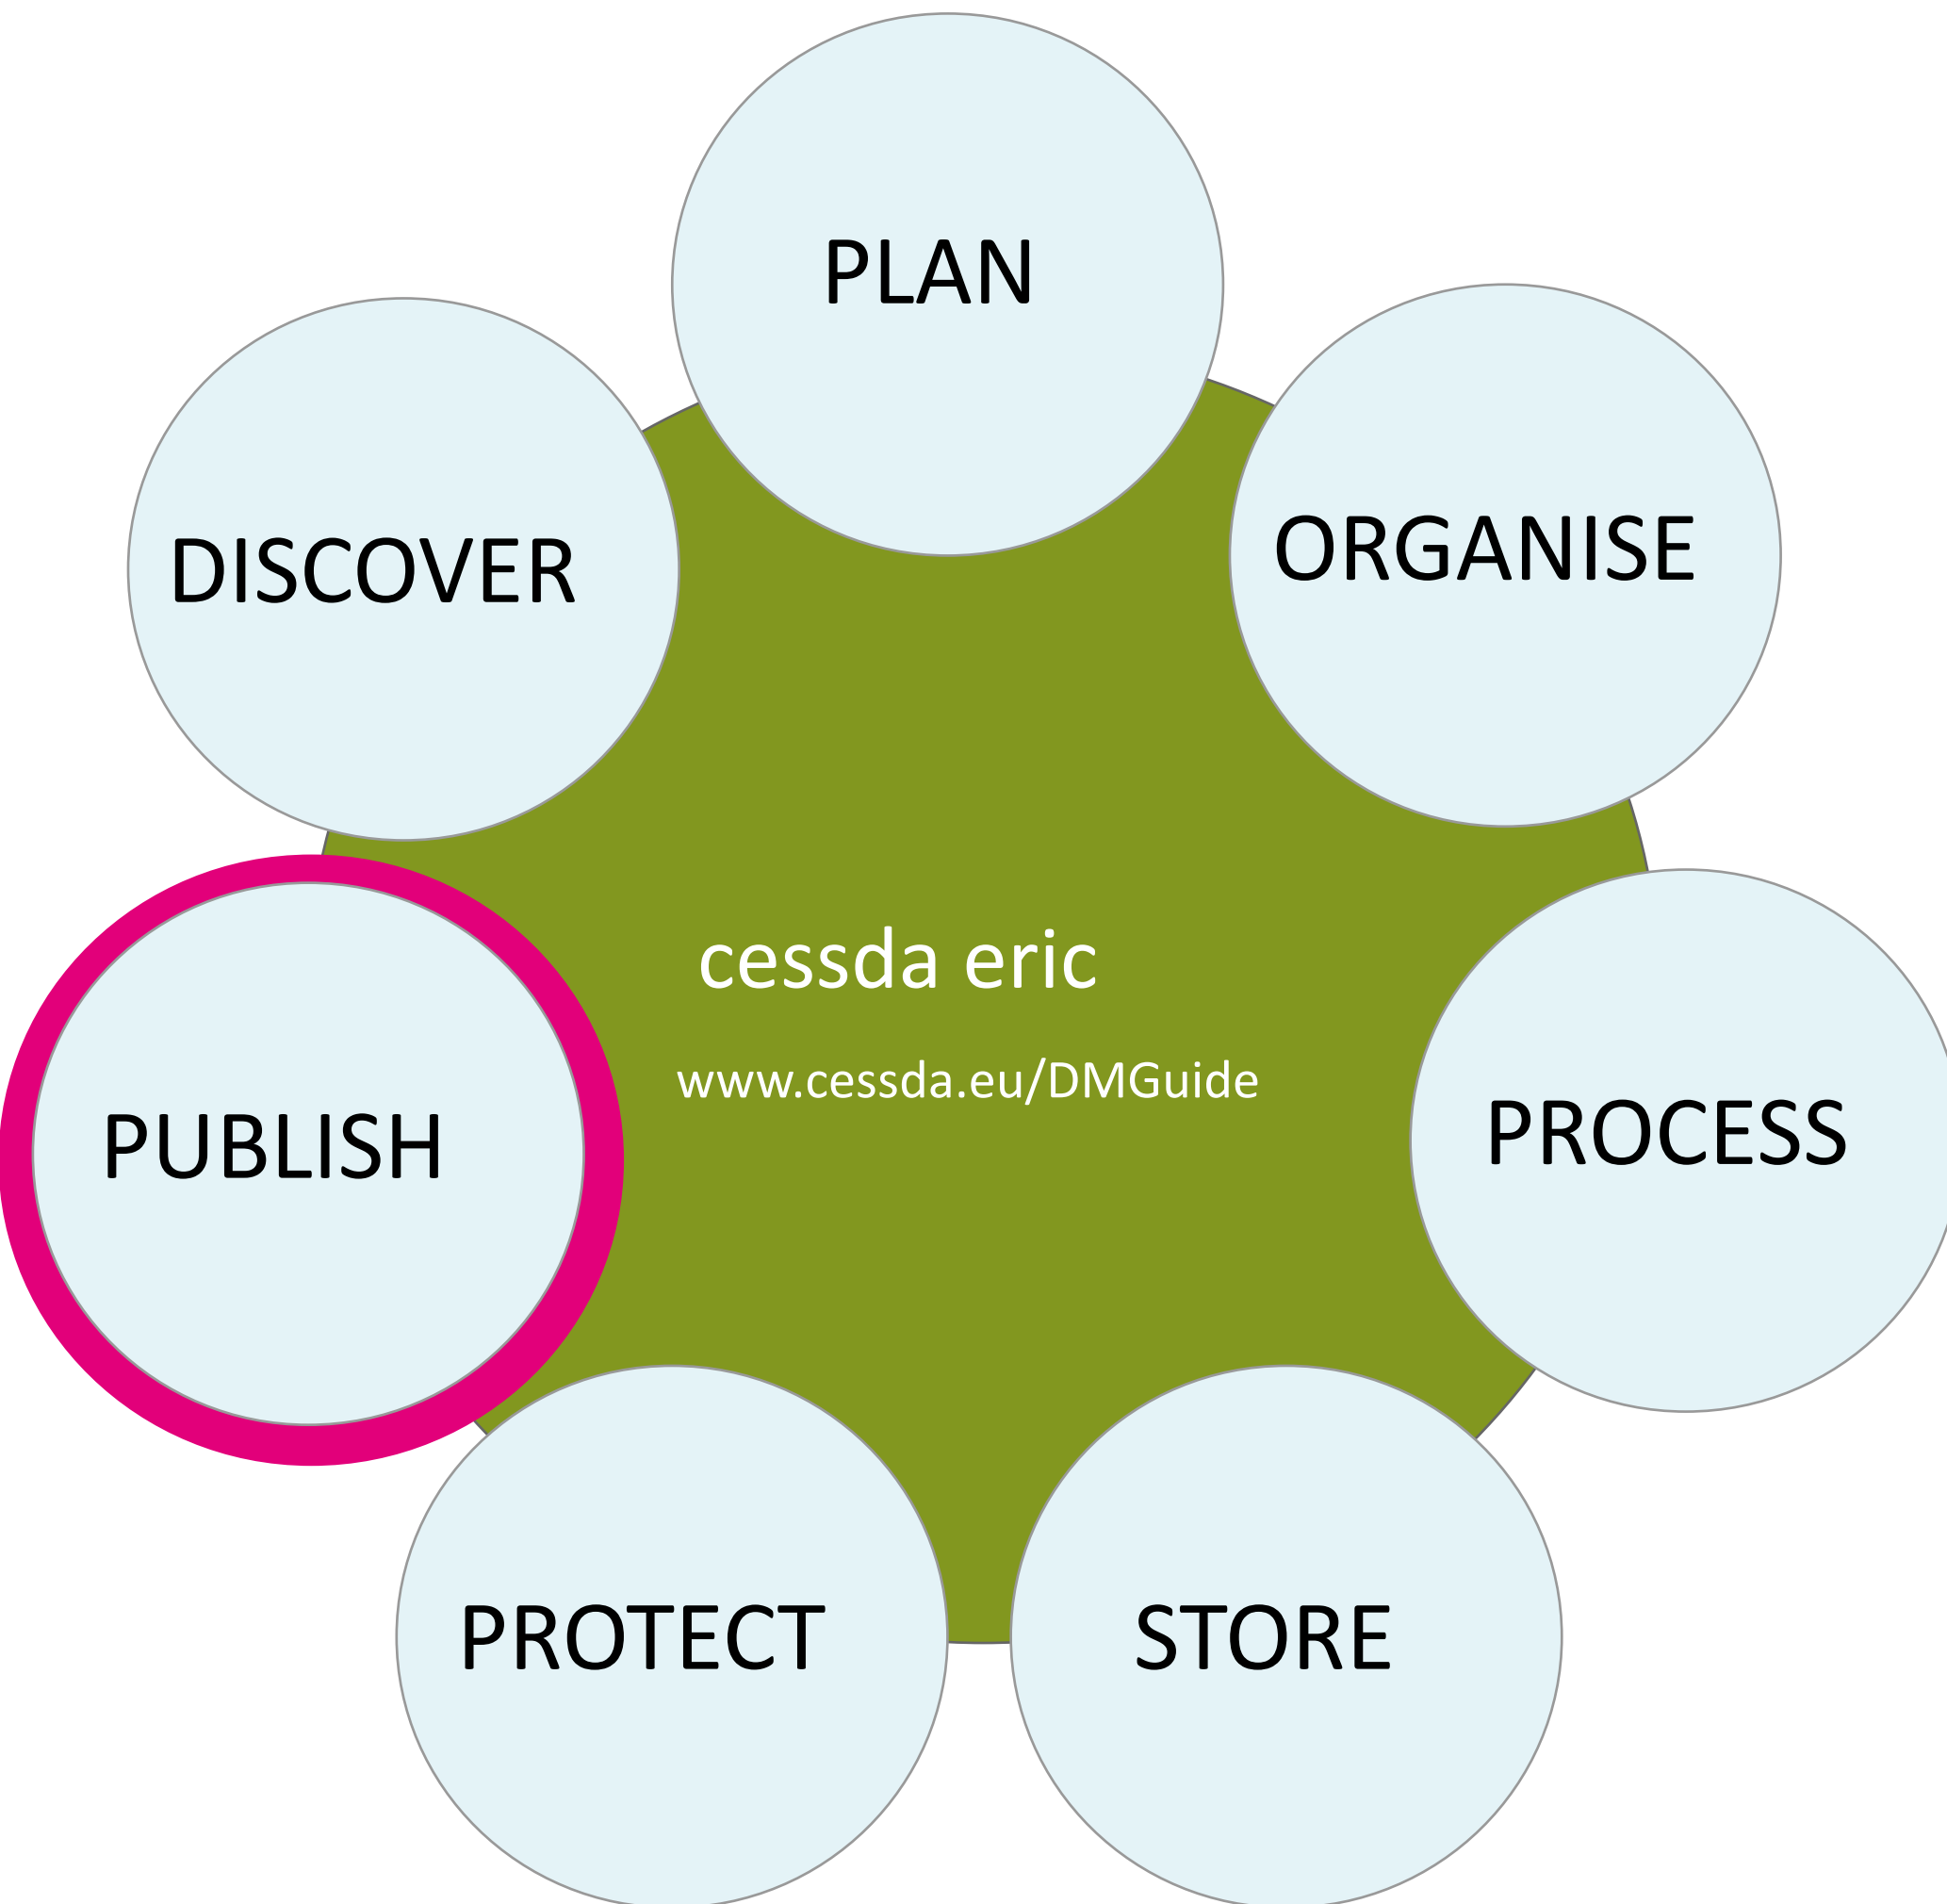 PLAN
ORGANISE
DISCOVER
cessda eric
www.cessda.eu/DMGuide
PROCESS
PUBLISH
STORE
PROTECT